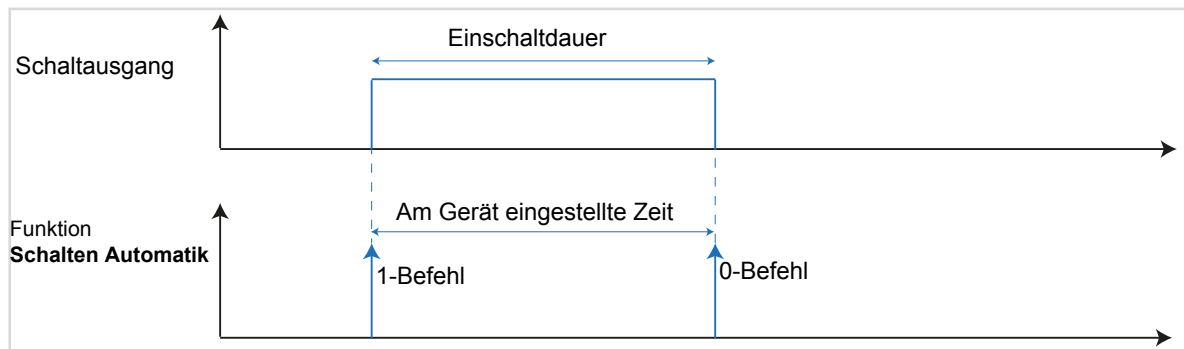 Einschaltdauer
Schaltausgang
Am Gerät eingestellte Zeit
Funktion
Schalten Automatik
1-Befehl
0-Befehl